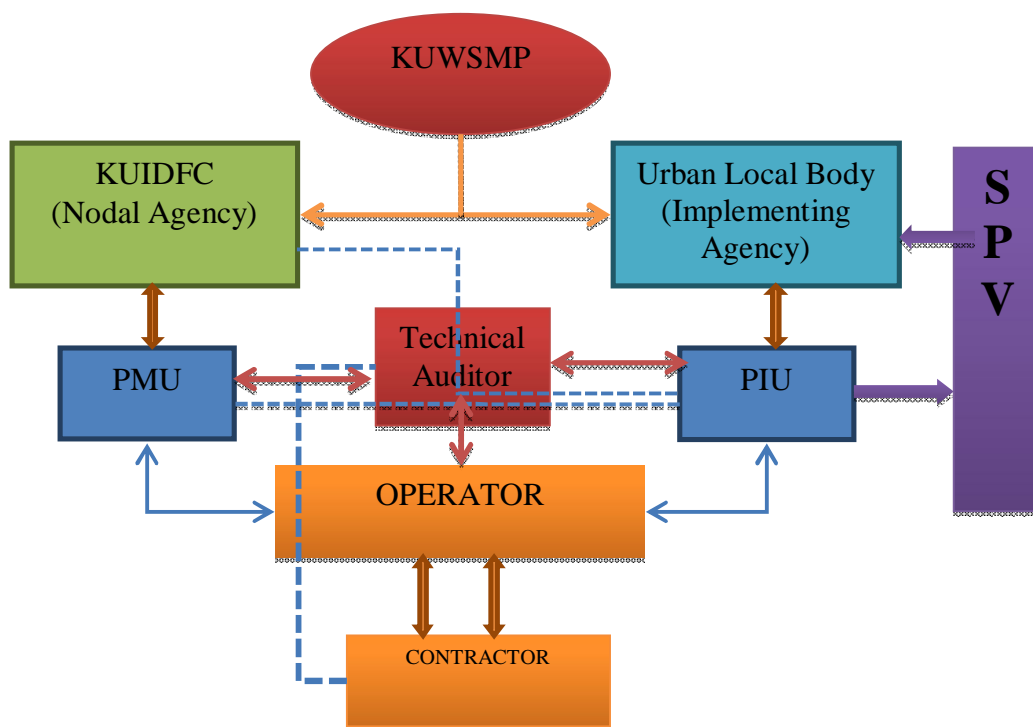 KUWSMP
KUIDFC
(Nodal Agency)
Urban Local Body
(Implementing
Agency)
S
P
V
PMU
Technical
Auditor
PIU
OPERATOR
CONTRACTOR